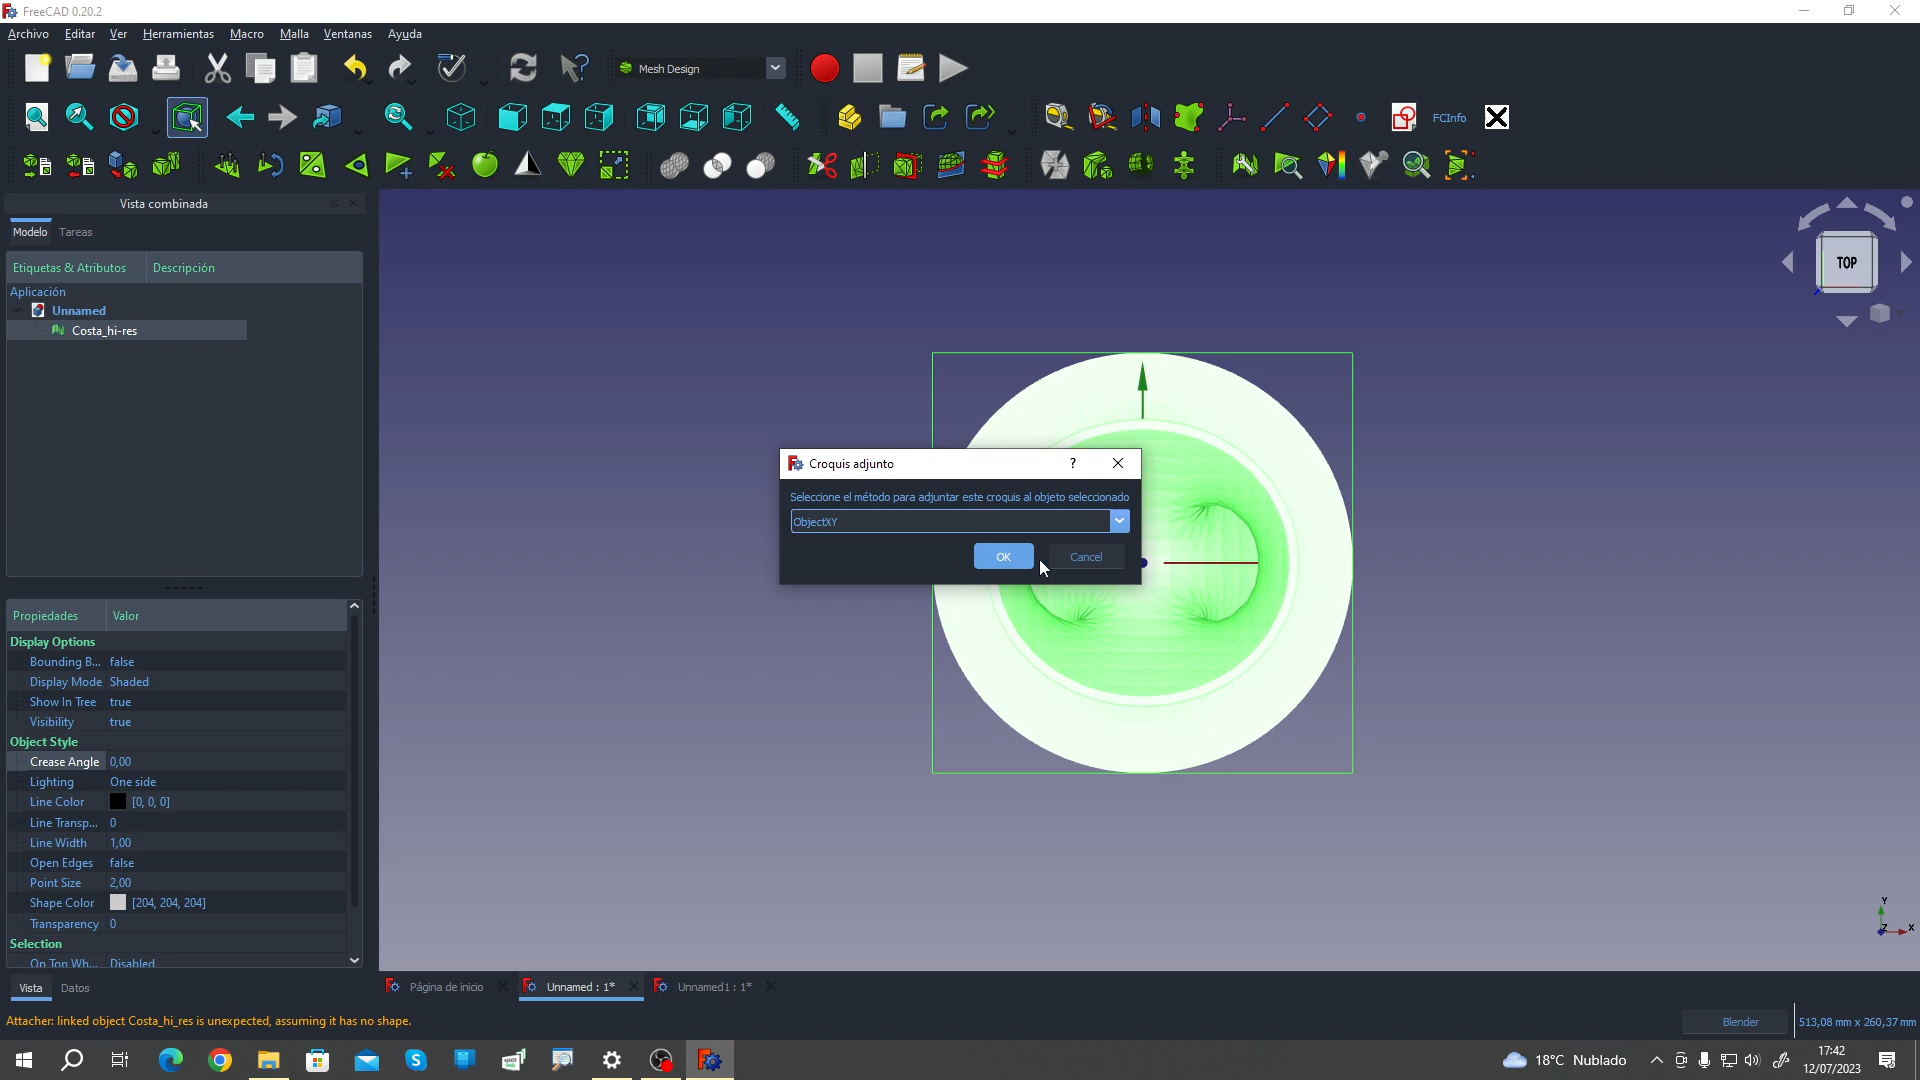 FreeCAD 0.20.2
Archivo Editar Ver Herramientas Macro Malla Ventanas Ayuda
Mesh Design
FCInfo
Vista combinada
Modelo Tareas
Etiquetas & Atributos Descripción
Aplicación
Unnamed
Costa_hi-res
TOP
Croquis adjunto ?
Seleccione el método para adjuntar este croquis al objeto seleccionado
ObjectXY
OK Cancel
Propiedades Valor
Display Options
Bounding B... false
Display Mode Shaded
Show In Tree true
Visibility true
Object Style
Crease Angle 0,00
Lighting One side
Line Color [0, 0, 0]
Line Transp... 0
Line Width 1,00
Open Edges false
Point Size 2,00
Shape Color [204, 204, 204]
Transparency 0
Selection
On Top Wh... Disabled
Y
Z X
Vista Datos
Página de inicio Unnamed : 1* Unnamed1 : 1*
Attacher: linked object Costa_hi_res is unexpected, assuming it has no shape.
Blender 513,08 mm x 260,37 mm
18°C Nublado
17:42
12/07/2023